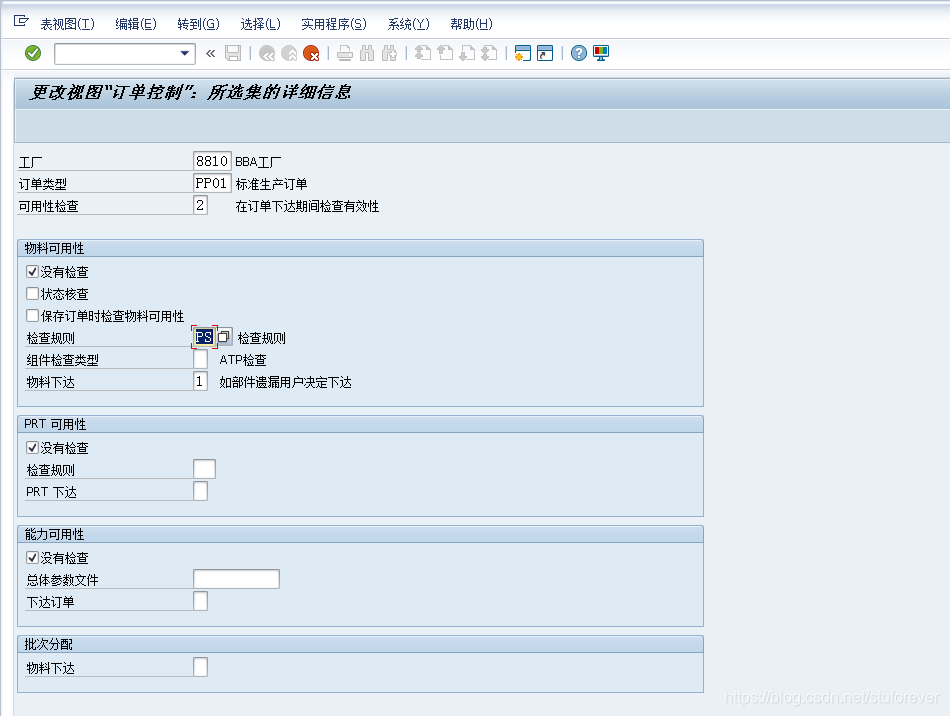 表视图(T) 编辑(E) 转到(G) 选择(L) 实用程序(S) 系统(Y) 帮助(H)
更改视图"订单控制": 所选集的详细信息
工厂 8810 BBA工厂
订单类型 PP01 标准生产订单
可用性检查 2 在订单下达期间检查有效性
物料可用性
没有检查
状态核查
保存订单时检查物料可用性
检查规则 PS 检查规则
组件检查类型 ATP检查
物料下达 1 如部件遗漏用户决定下达
PRT 可用性
没有检查
检查规则
PRT 下达
能力可用性
没有检查
总体参数文件
下达订单
批次分配
物料下达
https://blog.csdn.net/stuforever